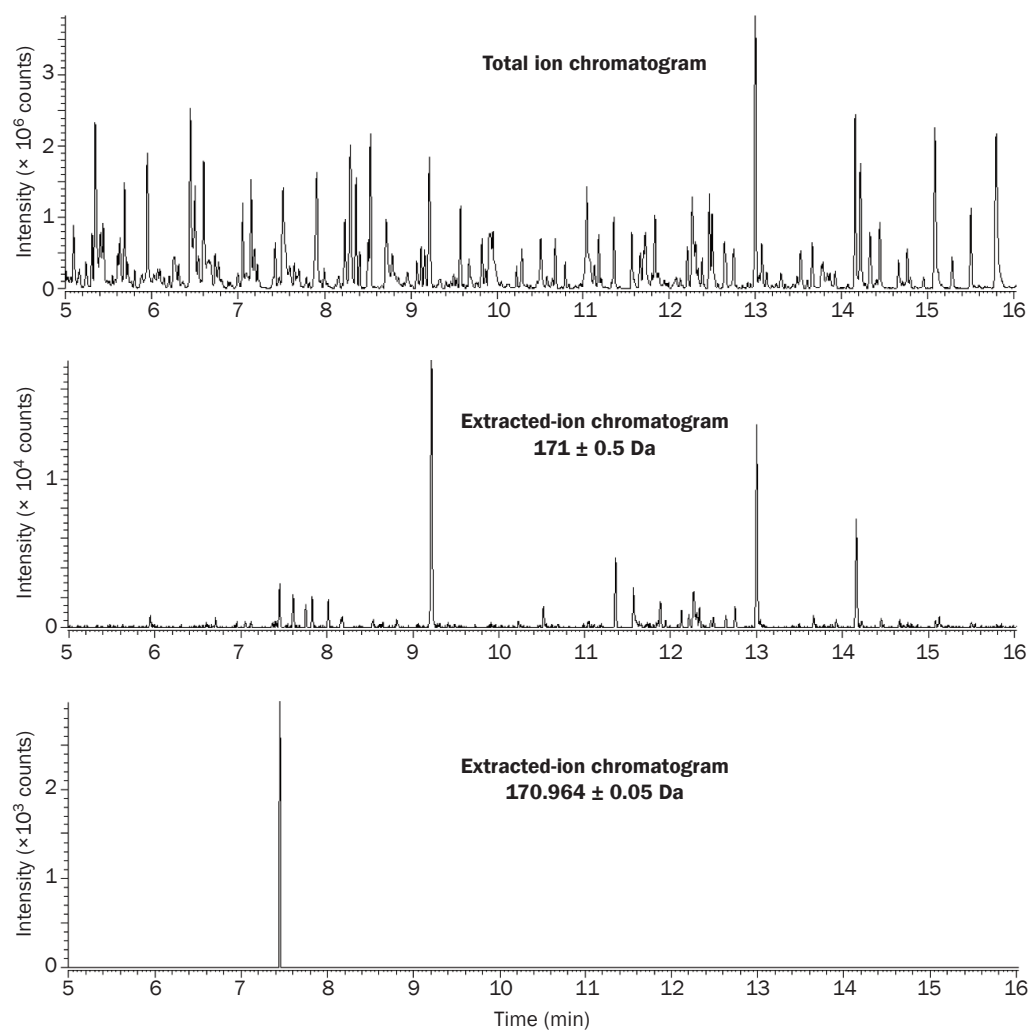 Total ion chromatogram
Intensity (× 10⁶ counts)
3
2
1
0
5 6 7 8 9 10 11 12 13 14 15 16
Extracted-ion chromatogram
171 ± 0.5 Da
Intensity (× 10⁴ counts)
1
0
5 6 7 8 9 10 11 12 13 14 15 16
Extracted-ion chromatogram
170.964 ± 0.05 Da
Intensity (×10³ counts)
2
1
0
5 6 7 8 9 10 11 12 13 14 15 16
Time (min)